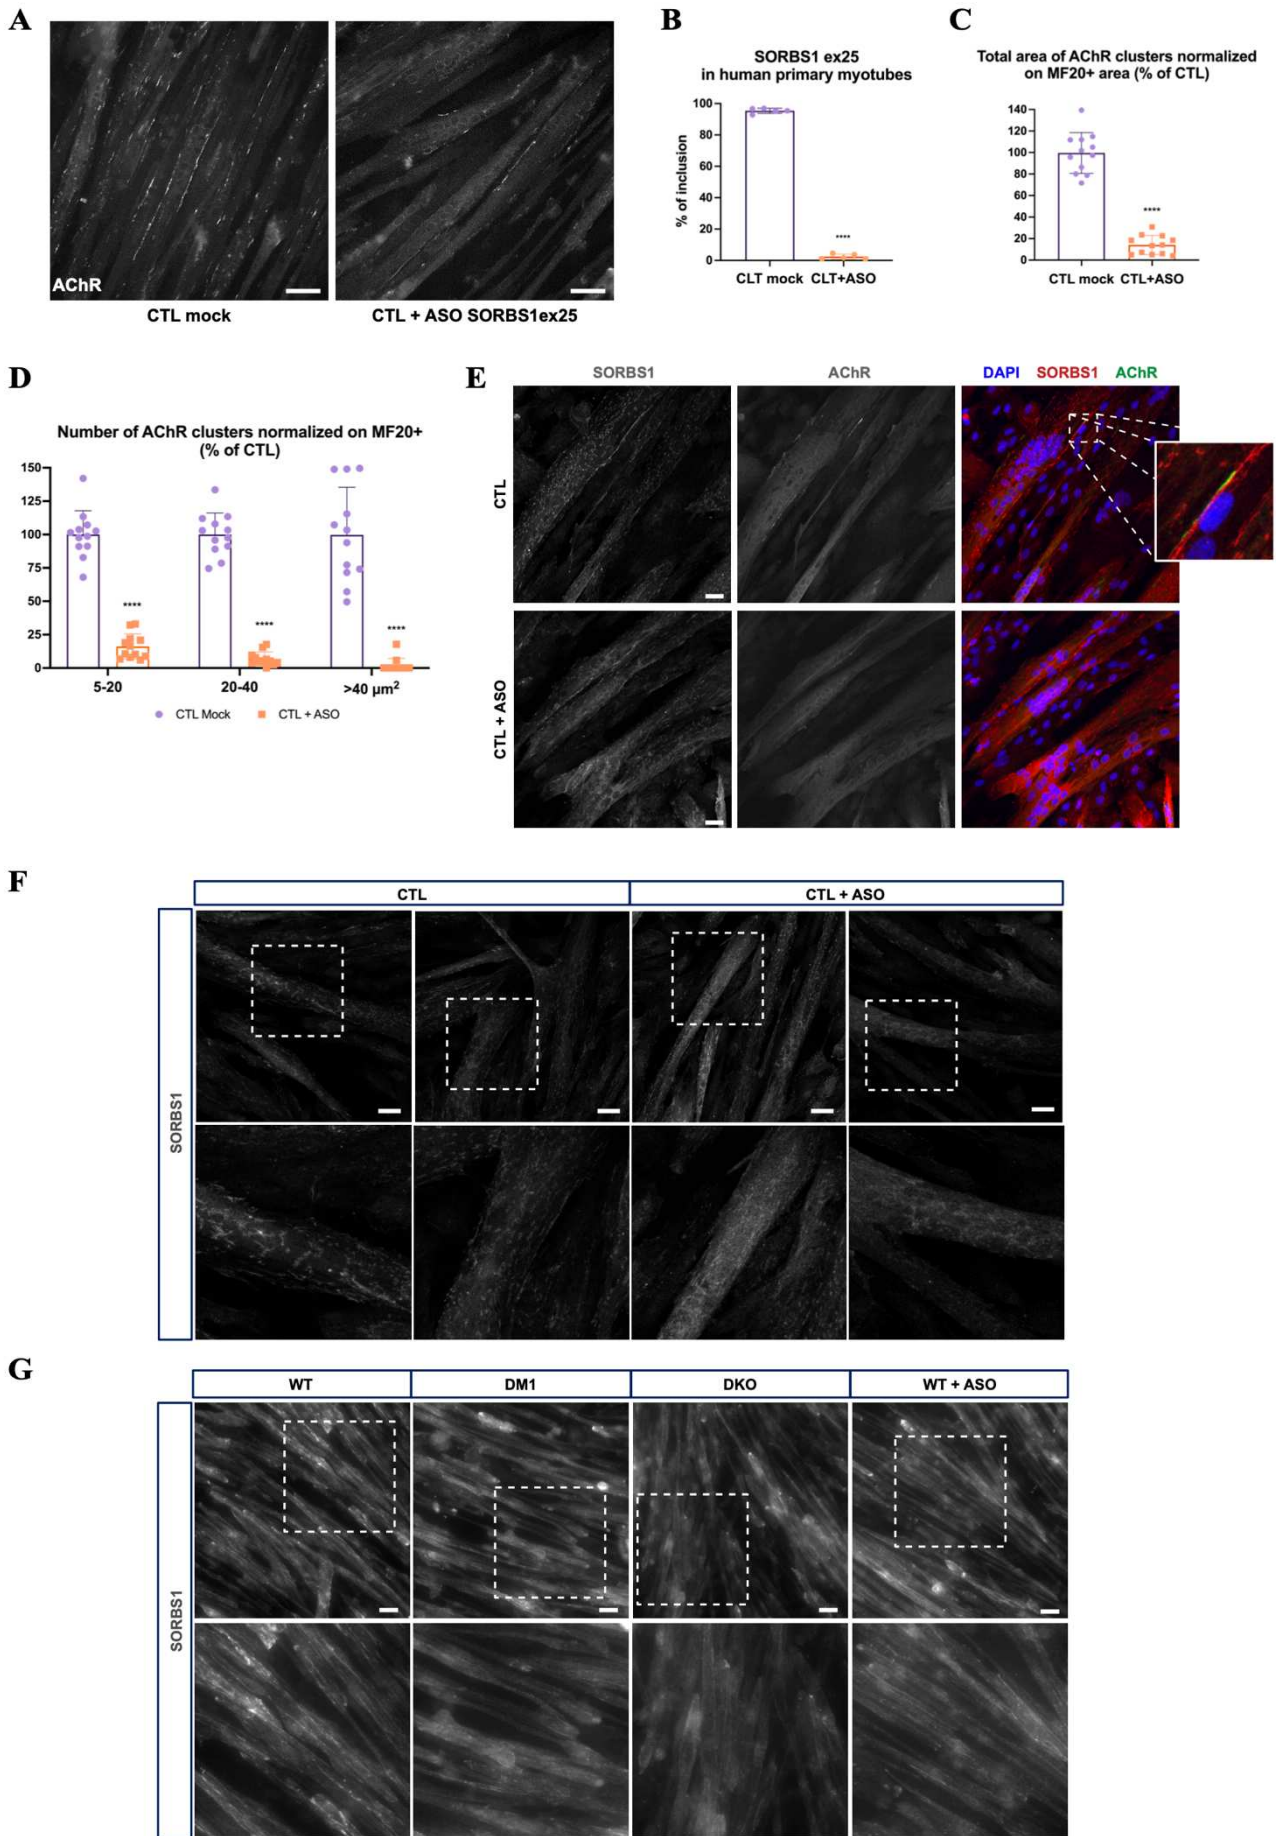 A
AChR
CTL mock
CTL + ASO SORBS1ex25
B
SORBS1 ex25
in human primary myotubes
% of inclusion
100
80
60
40
20
0
****
CLT mock
CLT+ASO
C
Total area of AChR clusters normalized
on MF20+ area (% of CTL)
140
120
100
80
60
40
20
0
****
CTL mock
CTL+ASO
D
Number of AChR clusters normalized on MF20+
(% of CTL)
150
125
100
75
50
25
0
****
****
****
5-20
20-40
>40 µm²
CTL Mock
CTL + ASO
E
SORBS1
AChR
DAPI SORBS1 AChR
CTL
CTL + ASO
F
CTL
CTL + ASO
SORBS1
G
WT
DM1
DKO
WT + ASO
SORBS1